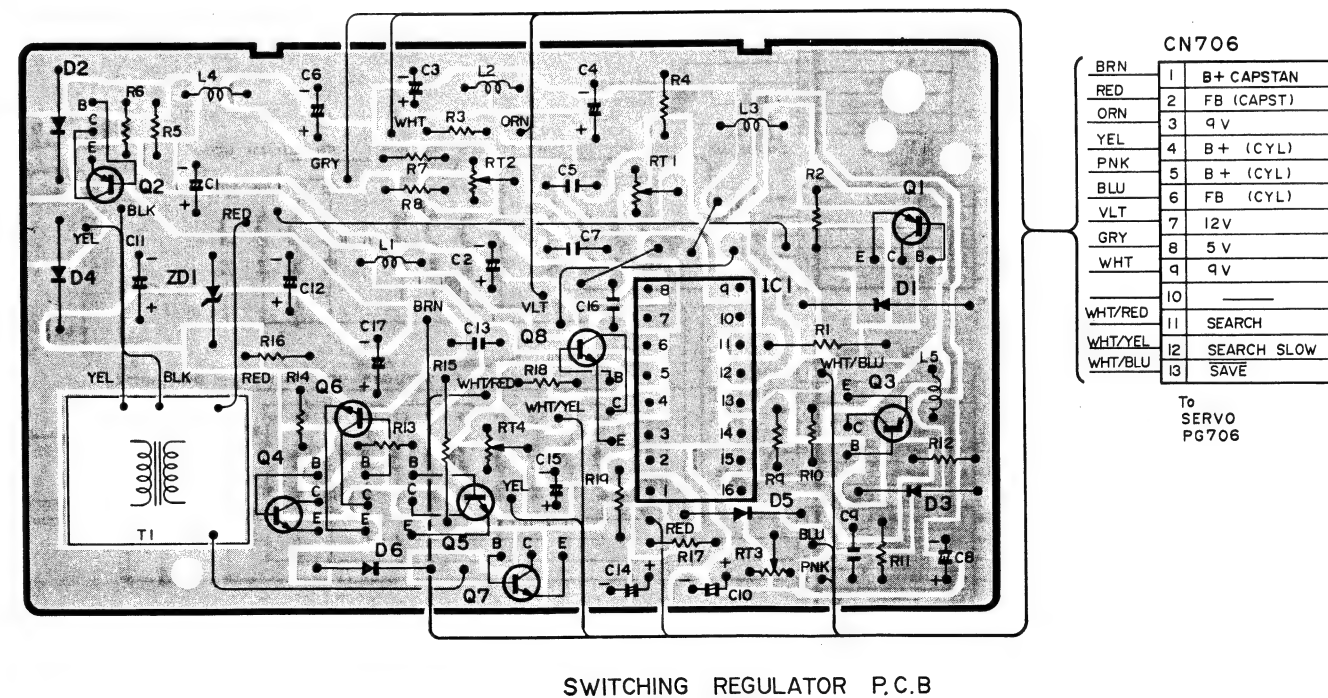 D2
L4
C6
C3
L2
C4
R4
L3
B
R6
C
R5
E
WHT
R3
ORN
GRY
R7
RT2
RT1
C5
R8
R2
Q1
Q2
C1
BLK
RED
YEL
C11
L1
C2
C7
E C B
D4
ZD1
C12
VLT
C16
IC1
D1
8 9
7 10
6 11
5 12
4 13
3 14
2 15
1 16
BRN
C17
C13
Q8
R1
WHT/BLU
L5
R16
R15
R18
B
C
E
YEL
BLK
RED
R14
Q6
WHT/RED
WHT/YEL
Q3
E
C
B
R13
RT4
R12
Q4
B
C
E
B
C
E
B
C
E
C15
YEL
R19
R9
R10
D5
D3
T1
D6
Q5
B
C
E
RED
R17
BLU
RT3
C9
R11
C8
PNK
Q7
C14
C10
CN706
BRN 1 B+ CAPSTAN
RED 2 FB (CAPST)
ORN 3 9V
YEL 4 B+ (CYL)
PNK 5 B+ (CYL)
BLU 6 FB (CYL)
VLT 7 12V
GRY 8 5V
WHT 9 9V
10 ———
WHT/RED 11 SEARCH
WHT/YEL 12 SEARCH SLOW
WHT/BLU 13 SAVE
To
SERVO
PG706
SWITCHING REGULATOR P.C.B